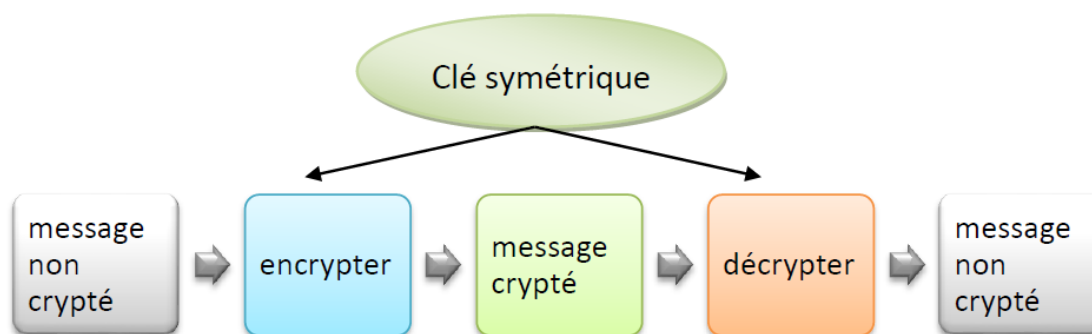 Clé symétrique
message
non
crypté
encrypter
message
crypté
décrypter
message
non
crypté